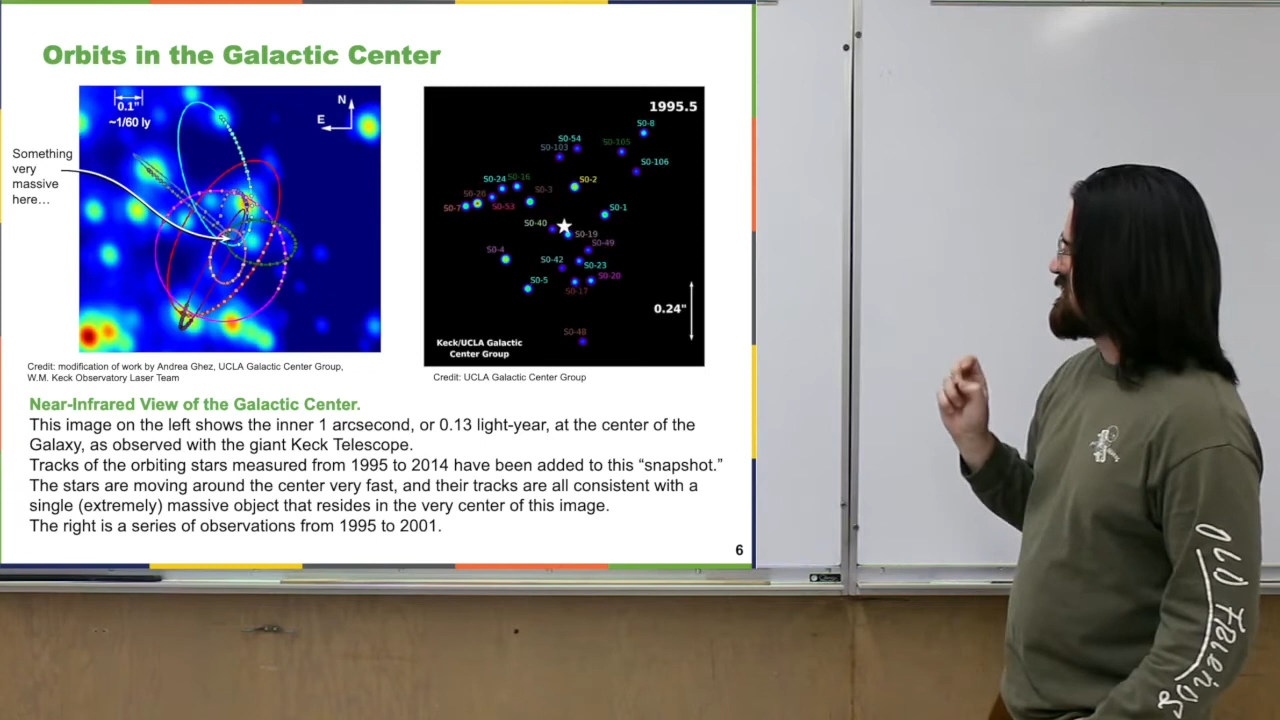 Orbits in the Galactic Center
0.1"
~1/60 ly
N
E
Something
very
massive
here…
1995.5
S0-8
S0-54
S0-103
S0-105
S0-106
S0-24
S0-16
S0-2
S0-26
S0-3
S0-7
S0-53
S0-1
S0-40
S0-19
S0-49
S0-4
S0-42
S0-23
S0-20
S0-5
S0-17
0.24"
S0-48
Keck/UCLA Galactic
Center Group
Credit: modification of work by Andrea Ghez, UCLA Galactic Center Group,
W.M. Keck Observatory Laser Team
Credit: UCLA Galactic Center Group
Near-Infrared View of the Galactic Center.
This image on the left shows the inner 1 arcsecond, or 0.13 light-year, at the center of the
Galaxy, as observed with the giant Keck Telescope.
Tracks of the orbiting stars measured from 1995 to 2014 have been added to this “snapshot.”
The stars are moving around the center very fast, and their tracks are all consistent with a
single (extremely) massive object that resides in the very center of this image.
The right is a series of observations from 1995 to 2001.
6
OLD FRIENDS